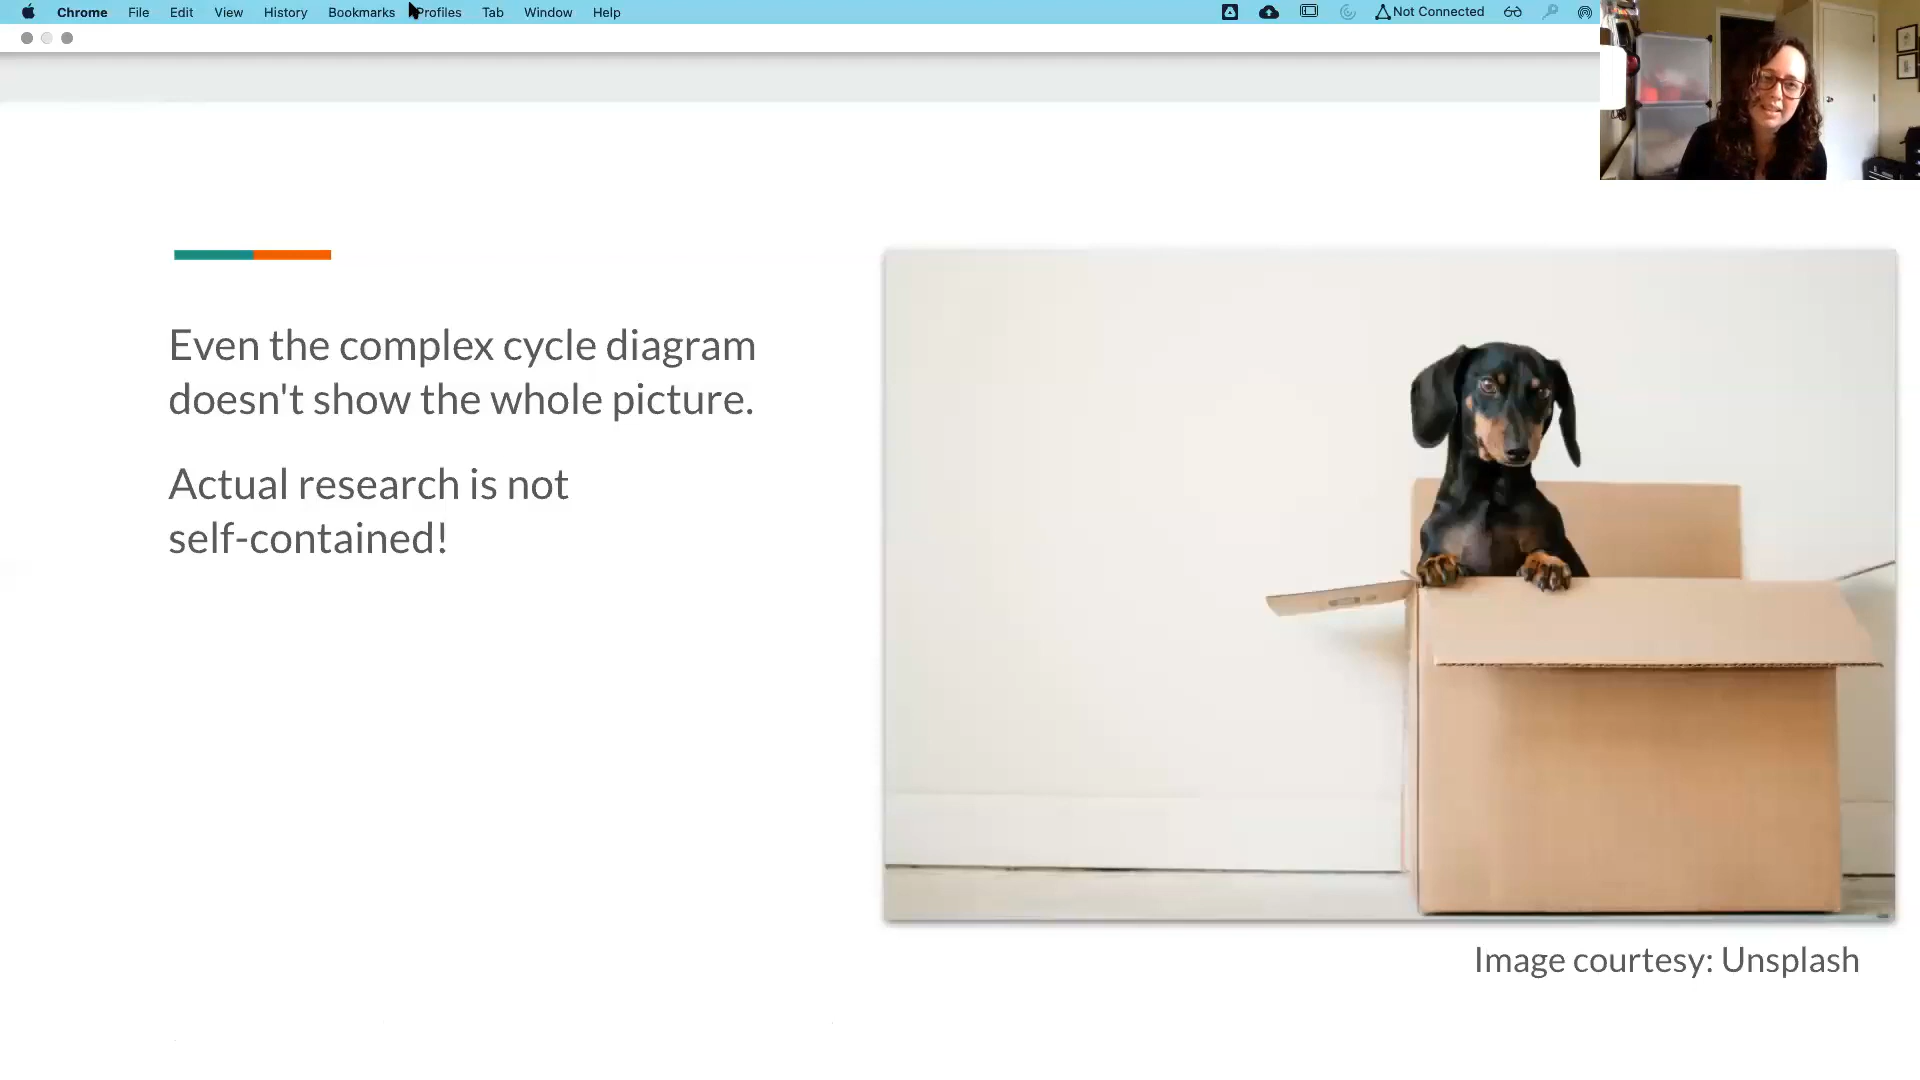 Chrome File Edit View History Bookmarks Profiles Tab Window Help Not Connected
Even the complex cycle diagram
doesn't show the whole picture.
Actual research is not
self-contained!
Image courtesy: Unsplash